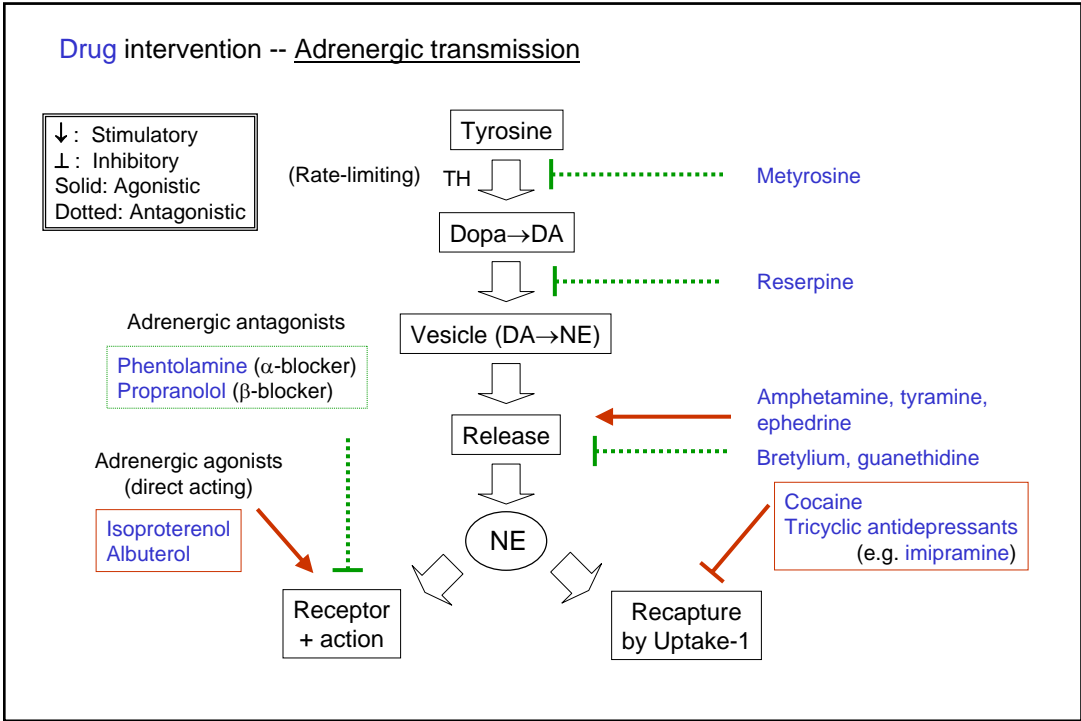 Drug intervention -- Adrenergic transmission
↓ : Stimulatory
⊥ : Inhibitory
Solid: Agonistic
Dotted: Antagonistic
Tyrosine
(Rate-limiting) TH
Metyrosine
Dopa→DA
Reserpine
Vesicle (DA→NE)
Adrenergic antagonists
Phentolamine (α-blocker)
Propranolol (β-blocker)
Amphetamine, tyramine,
ephedrine
Release
Bretylium, guanethidine
Adrenergic agonists
(direct acting)
Isoproterenol
Albuterol
Cocaine
Tricyclic antidepressants
(e.g. imipramine)
NE
Receptor
+ action
Recapture
by Uptake-1